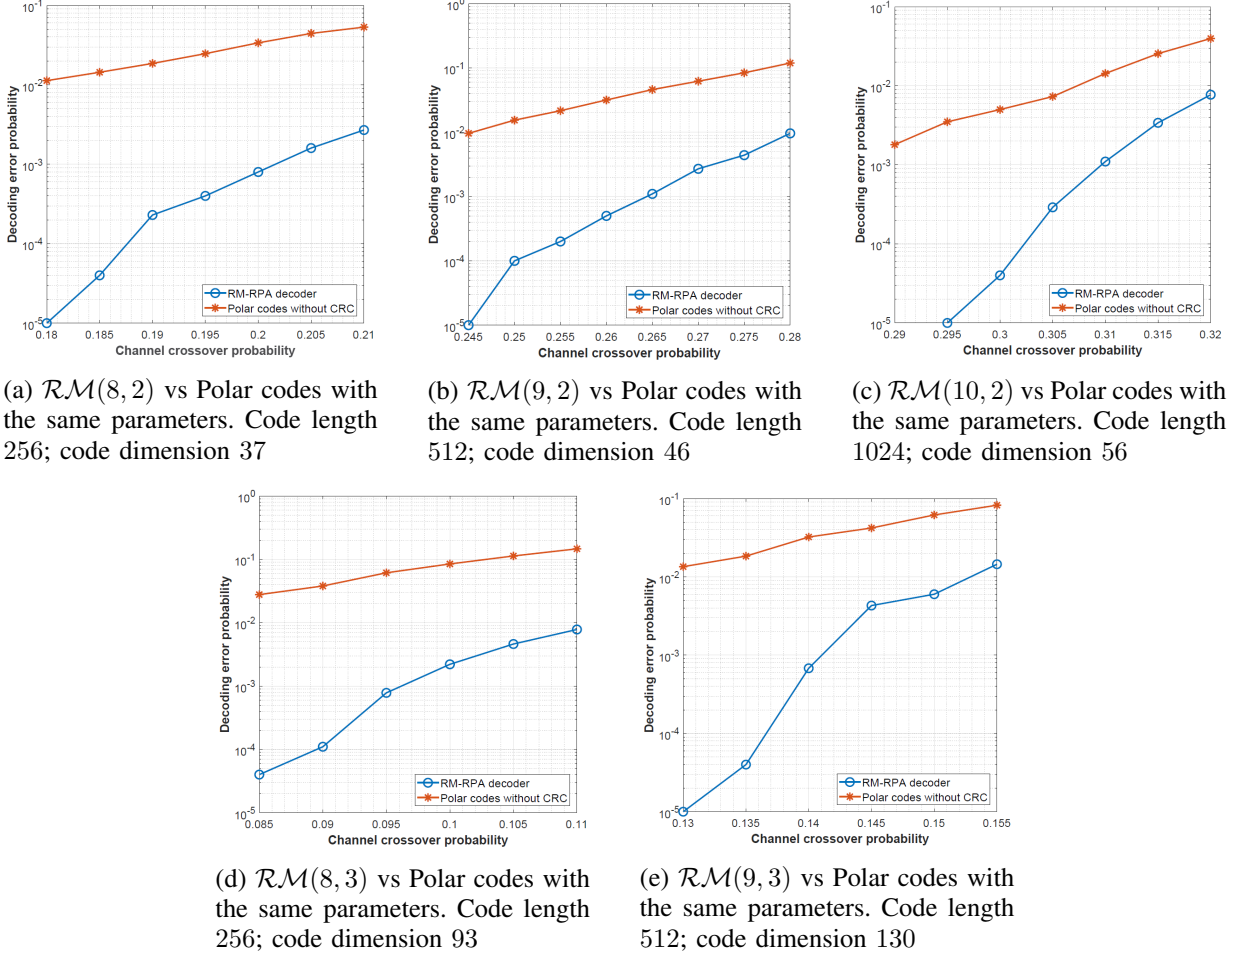 10^-1
10^-2
10^-3
10^-4
10^-5
Decoding error probability
0.18 0.185 0.19 0.195 0.2 0.205 0.21
Channel crossover probability
RM-RPA decoder
Polar codes without CRC
(a) RM(8, 2) vs Polar codes with
the same parameters. Code length
256; code dimension 37
10^0
10^-1
10^-2
10^-3
10^-4
10^-5
Decoding error probability
0.245 0.25 0.255 0.26 0.265 0.27 0.275 0.28
Channel crossover probability
RM-RPA decoder
Polar codes without CRC
(b) RM(9, 2) vs Polar codes with
the same parameters. Code length
512; code dimension 46
10^-1
10^-2
10^-3
10^-4
10^-5
Decoding error probability
0.29 0.295 0.3 0.305 0.310 0.315 0.32
Channel crossover probability
RM-RPA decoder
Polar codes without CRC
(c) RM(10, 2) vs Polar codes with
the same parameters. Code length
1024; code dimension 56
10^0
10^-1
10^-2
10^-3
10^-4
10^-5
Decoding error probability
0.085 0.09 0.095 0.1 0.105 0.11
Channel crossover probability
RM-RPA decoder
Polar codes without CRC
(d) RM(8, 3) vs Polar codes with
the same parameters. Code length
256; code dimension 93
10^-1
10^-2
10^-3
10^-4
10^-5
Decoding error probability
0.13 0.135 0.14 0.145 0.15 0.155
Channel crossover probability
RM-RPA decoder
Polar codes without CRC
(e) RM(9, 3) vs Polar codes with
the same parameters. Code length
512; code dimension 130